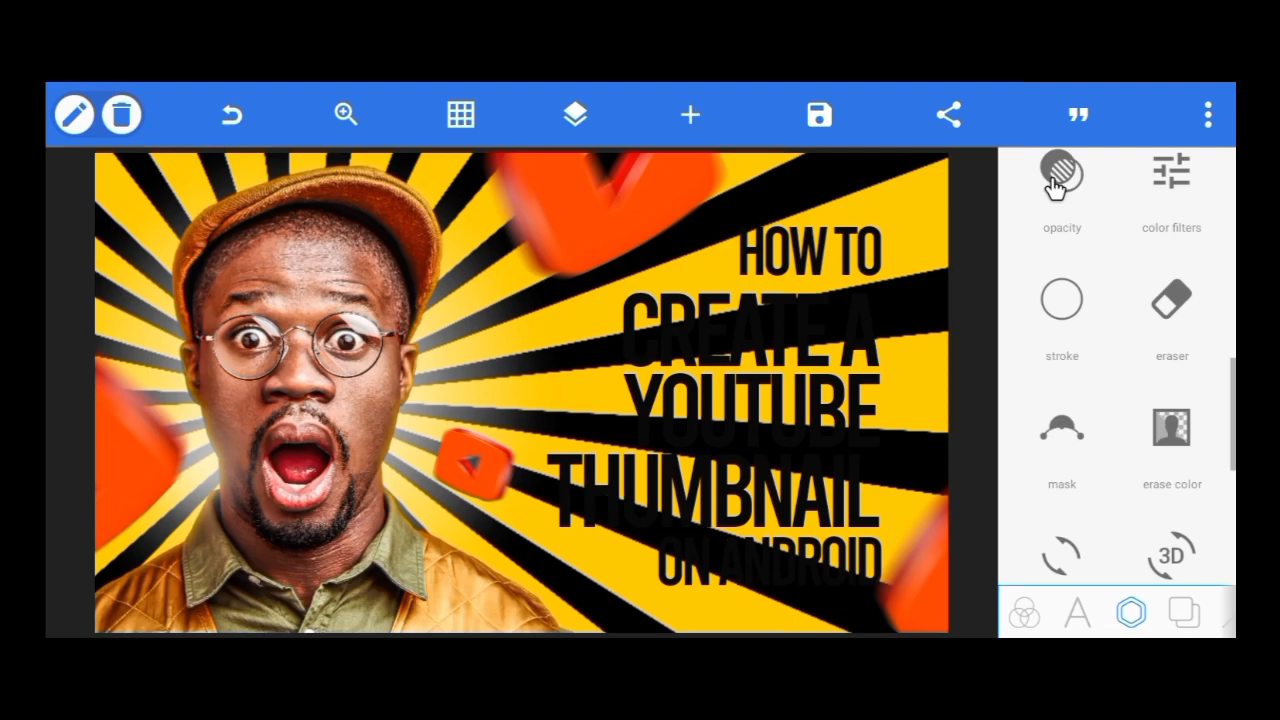 HOW TO
CREATE A
YOUTUBE
THUMBNAIL
ON ANDROID
opacity
color filters
stroke
eraser
mask
erase color
3D
A